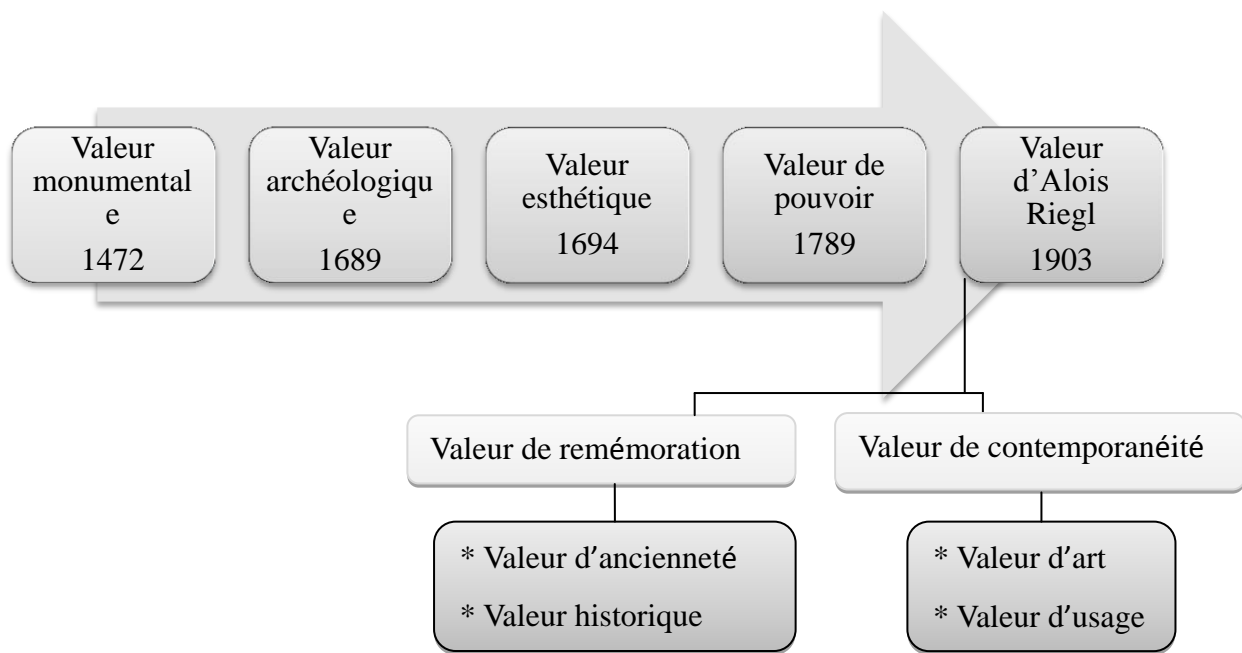 Valeur
monumental
e
1472
Valeur
archéologiqu
e
1689
Valeur
esthétique
1694
Valeur de
pouvoir
1789
Valeur
d’Alois
Riegl
1903
Valeur de remémoration
Valeur de contemporanéité
* Valeur d’ancienneté
* Valeur historique
* Valeur d’art
* Valeur d’usage